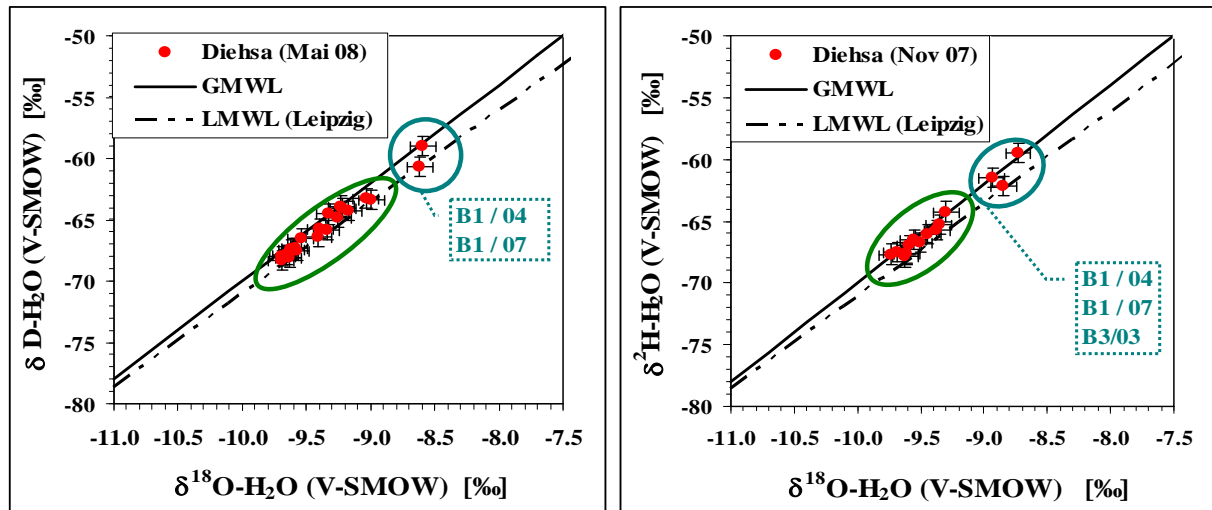 -50
-55
-60
-65
-70
-75
-80
δ D-H₂O (V-SMOW) [‰]
Diehsa (Mai 08)
GMWL
LMWL (Leipzig)
B1 / 04
B1 / 07
-11.0 -10.5 -10.0 -9.5 -9.0 -8.5 -8.0 -7.5
δ¹⁸O-H₂O (V-SMOW) [‰]
-50
-55
-60
-65
-70
-75
-80
δ²H-H₂O (V-SMOW) [‰]
Diehsa (Nov 07)
GMWL
LMWL (Leipzig)
B1 / 04
B1 / 07
B3/03
-11.0 -10.5 -10.0 -9.5 -9.0 -8.5 -8.0 -7.5
δ¹⁸O-H₂O (V-SMOW) [‰]